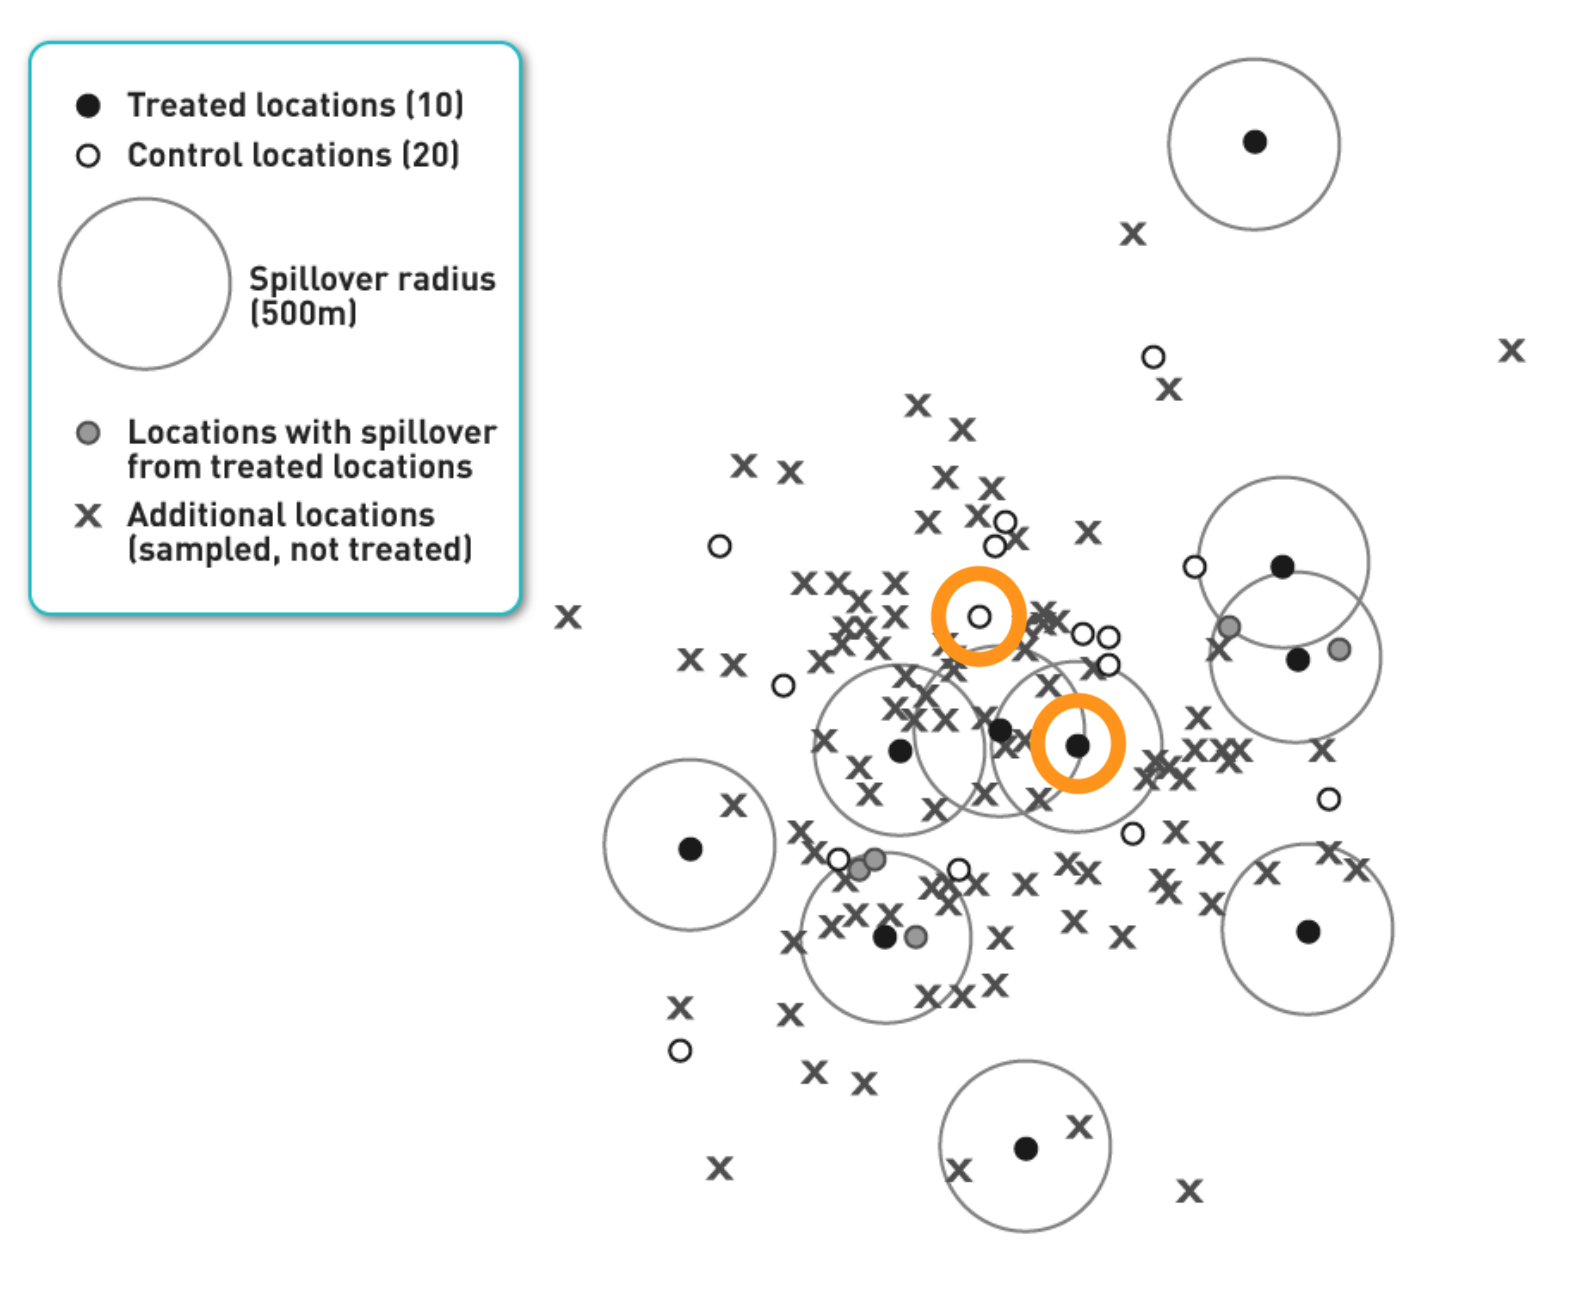 Treated locations (10)
Control locations (20)
Spillover radius
(500m)
Locations with spillover
from treated locations
X Additional locations
(sampled, not treated)